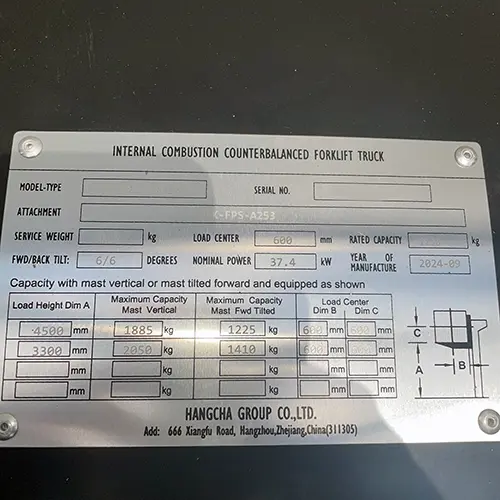 INTERNAL COMBUSTION COUNTERBALANCED FORKLIFT TRUCK
MODEL-TYPE SERIAL NO.
ATTACHMENT K-FPS-A253
SERVICE WEIGHT kg LOAD CENTER 600 mm RATED CAPACITY
FWD/BACK TILT: 6/6 DEGREES NOMINAL POWER 37.4 kW YEAR OF MANUFACTURE 2024-09
Capacity with mast vertical or mast tilted forward and equipped as shown
Load Height Dim A Maximum Capacity Mast Vertical Maximum Capacity Mast Fwd Tilted Load Center Dim B Dim C
4500 mm 1885 kg 1225 kg 600 mm 600 mm
3300 mm 2050 kg 1410 kg 600 mm mm
mm kg kg mm mm
mm kg kg mm mm
C
A
B
HANGCHA GROUP CO.,LTD.
Add: 666 Xiangfu Road, Hangzhou,Zhejiang,China(311305)